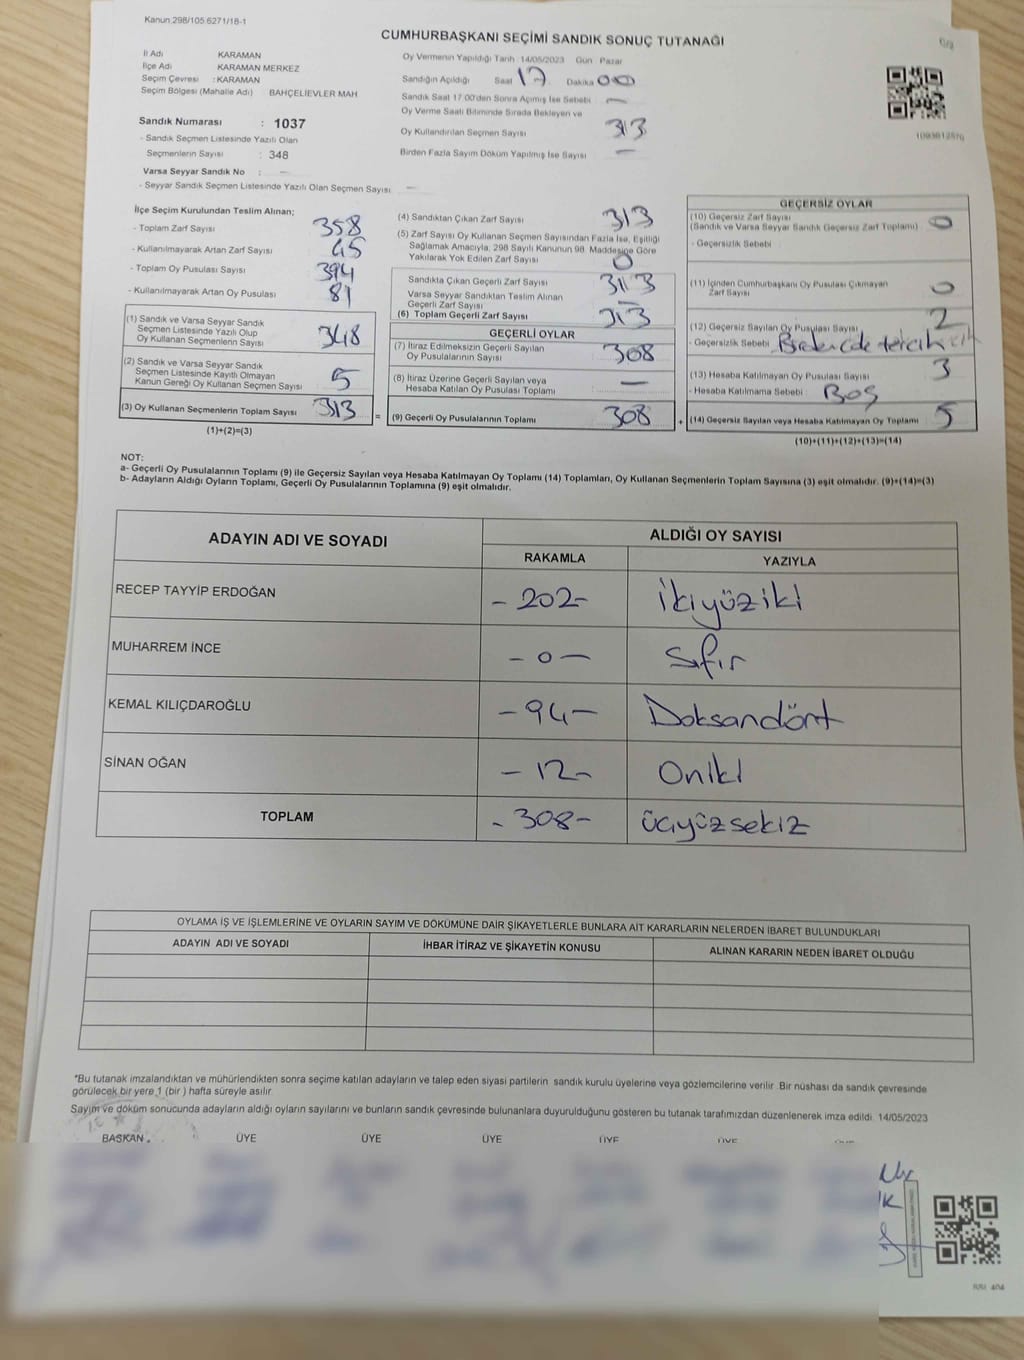 Kanun 298/105 6271/18-1
CUMHURBAŞKANI SEÇİMİ SANDIK SONUÇ TUTANAĞI
İl Adı KARAMAN
İlçe Adı KARAMAN MERKEZ
Seçim Çevresi : KARAMAN
Seçim Bölgesi (Mahalle Adı) BAHÇELİEVLER MAH
Sandık Numarası : 1037
- Sandık Seçmen Listesinde Yazılı Olan
Seçmenlerin Sayısı : 348
Varsa Seyyar Sandık No : —
- Seyyar Sandık Seçmen Listesinde Yazılı Olan Seçmen Sayısı —
Oy Vermenin Yapıldığı Tarih 14/05/2023 Gün Pazar
Sandığın Açıldığı Saat 17 Dakika 00
Sandık Saat 17 00'den Sonra Açımış İse Sebebi —
Oy Verme Saati Bitiminde Sırada Bekleyen ve
Oy Kullandırılan Seçmen Sayısı 313
Birden Fazla Sayım Döküm Yapılmış İse Sayısı —
İlçe Seçim Kurulundan Teslim Alınan;
- Toplam Zarf Sayısı 358
- Kullanılmayarak Artan Zarf Sayısı 45
- Toplam Oy Pusulası Sayısı 394
- Kullanılmayarak Artan Oy Pusulası 81
(1) Sandık ve Varsa Seyyar Sandık
Seçmen Listesinde Yazılı Olup
Oy Kullanan Seçmenlerin Sayısı 348
(2) Sandık ve Varsa Seyyar Sandık
Seçmen Listesinde Kayıtlı Olmayan
Kanun Gereği Oy Kullanan Seçmen Sayısı 5
(3) Oy Kullanan Seçmenlerin Toplam Sayısı 313 =
(1)+(2)=(3)
(4) Sandıktan Çıkan Zarf Sayısı 313
(5) Zarf Sayısı Oy Kullanan Seçmen Sayısından Fazla İse, Eşitliği
Sağlamak Amacıyla, 298 Sayılı Kanunun 98. Maddesine Göre
Yakılarak Yok Edilen Zarf Sayısı 0
Sandıkta Çıkan Geçerli Zarf Sayısı 313
Varsa Seyyar Sandıktan Teslim Alınan
Geçerli Zarf Sayısı —
(6) Toplam Geçerli Zarf Sayısı 313
GEÇERLİ OYLAR
(7) İtiraz Edilmeksizin Geçerli Sayılan
Oy Pusulalarının Sayısı 308
(8) İtiraz Üzerine Geçerli Sayılan veya
Hesaba Katılan Oy Pusulası Toplamı —
(9) Geçerli Oy Pusulalarının Toplamı 308 +
GEÇERSİZ OYLAR
(10) Geçersiz Zarf Sayısı
(Sandık ve Varsa Seyyar Sandık Geçersiz Zarf Toplamı) 0
- Geçersizlik Sebebi
(11) İçinden Cumhurbaşkanı Oy Pusulası Çıkmayan
Zarf Sayısı 0
(12) Geçersiz Sayılan Oy Pusulası Sayısı 2
- Geçersizlik Sebebi
(13) Hesaba Katılmayan Oy Pusulası Sayısı 3
- Hesaba Katılmama Sebebi : Boş
(14) Geçersiz Sayılan veya Hesaba Katılmayan Oy Toplamı 5
(10)+(11)+(12)+(13)=(14)
NOT:
a- Geçerli Oy Pusulalarının Toplamı (9) ile Geçersiz Sayılan veya Hesaba Katılmayan Oy Toplamı (14) Toplamları, Oy Kullanan Seçmenlerin Toplam Sayısına (3) eşit olmalıdır. (9)+(14)=(3)
b- Adayların Aldığı Oyların Toplamı, Geçerli Oy Pusulalarının Toplamına (9) eşit olmalıdır.
ADAYIN ADI VE SOYADI ALDIĞI OY SAYISI
RAKAMLA YAZIYLA
RECEP TAYYİP ERDOĞAN - 202- İkiyüziki
MUHARREM İNCE - 0 - Sıfır
KEMAL KILIÇDAROĞLU - 94 - Doksandört
SİNAN OĞAN - 12 - Oniki
TOPLAM - 308 - üçyüzsekiz
OYLAMA İŞ VE İŞLEMLERİNE VE OYLARIN SAYIM VE DÖKÜMÜNE DAİR ŞİKAYETLERLE BUNLARA AİT KARARLARIN NELERDEN İBARET BULUNDUKLARI
ADAYIN ADI VE SOYADI İHBAR İTİRAZ VE ŞİKAYETİN KONUSU ALINAN KARARIN NEDEN İBARET OLDUĞU
*Bu tutanak imzalandıktan ve mühürlendikten sonra seçime katılan adayların ve talep eden siyasi partilerin sandık kurulu üyelerine veya gözlemcilerine verilir. Bir nüshası da sandık çevresinde
görülecek bir yere 1 (bir ) hafta süreyle asılır
Sayım ve döküm sonucunda adayların aldığı oyların sayılarını ve bunların sandık çevresinde bulunanlara duyurulduğunu gösteren bu tutanak tarafımızdan düzenlenerek imza edildi. 14/05/2023
BAŞKAN ÜYE ÜYE ÜYE ÜYE ÜYE